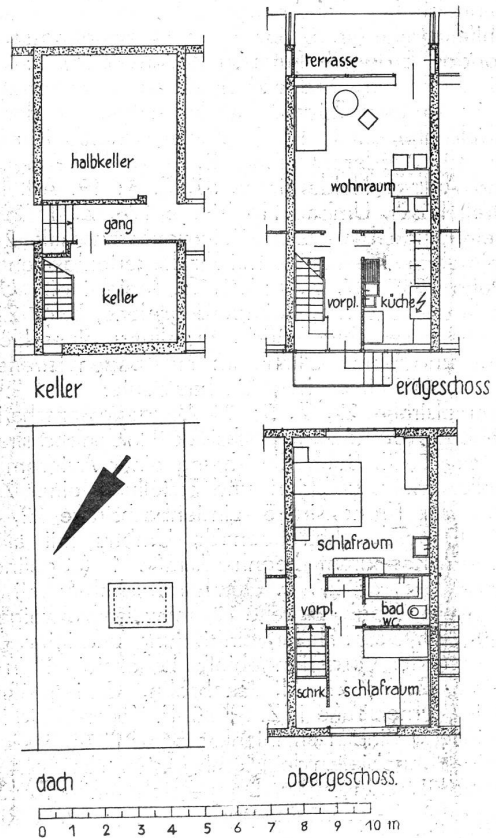 halbkeller
gang
keller
keller
terrasse
wohnraum
vorpl.
küche
erdgeschoss
dach
schlafraum
vorpl.
bad
wc.
schrk.
schlafraum
obergeschoss.
0 1 2 3 4 5 6 7 8 9 10 m